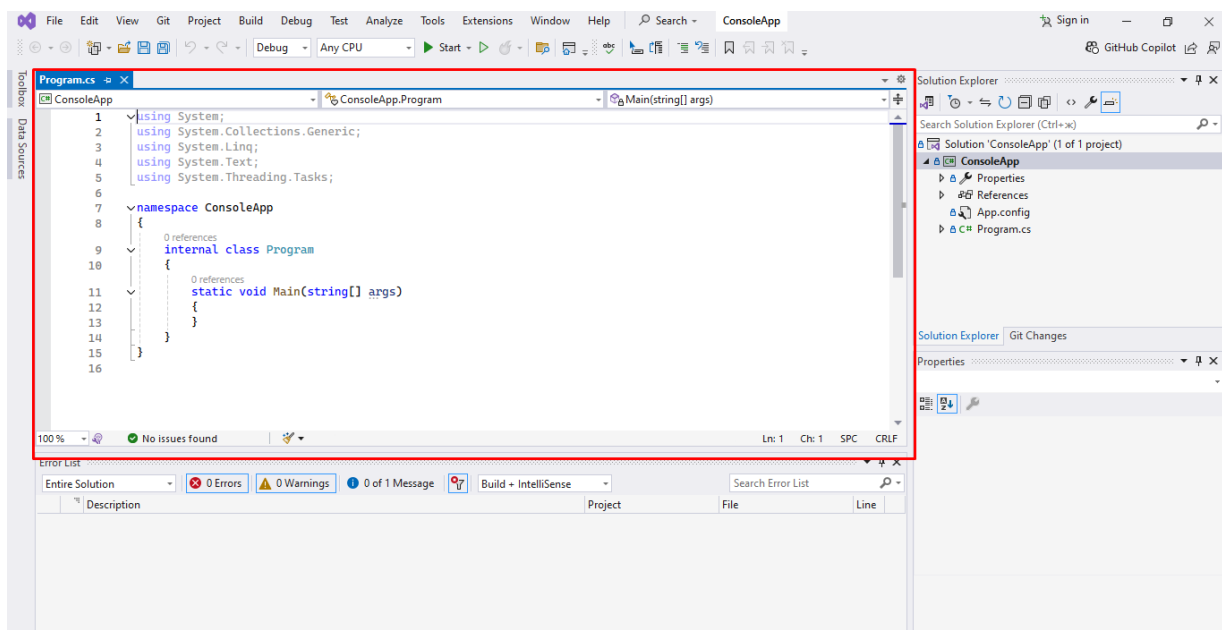 File Edit View Git Project Build Debug Test Analyze Tools Extensions Window Help Search ConsoleApp Sign in
Debug Any CPU Start GitHub Copilot
Toolbox
Data Sources
Program.cs
ConsoleApp ConsoleApp.Program Main(string[] args)
1 using System;
2 using System.Collections.Generic;
3 using System.Linq;
4 using System.Text;
5 using System.Threading.Tasks;
6
7 namespace ConsoleApp
8 {
0 references
9 internal class Program
10 {
0 references
11 static void Main(string[] args)
12 {
13 }
14 }
15 }
16
100 % No issues found Ln: 1 Ch: 1 SPC CRLF
Error List
Entire Solution 0 Errors 0 Warnings 0 of 1 Message Build + IntelliSense Search Error List
Description Project File Line
Solution Explorer
Search Solution Explorer (Ctrl+ж)
Solution 'ConsoleApp' (1 of 1 project)
C# ConsoleApp
Properties
References
App.config
C# Program.cs
Solution Explorer Git Changes
Properties